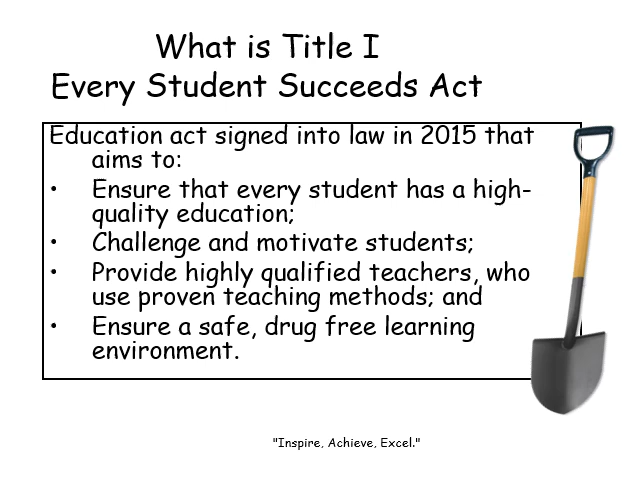 What is Title I
Every Student Succeeds Act
Education act signed into law in 2015 that
aims to:
• Ensure that every student has a high-
quality education;
• Challenge and motivate students;
• Provide highly qualified teachers, who
use proven teaching methods; and
• Ensure a safe, drug free learning
environment.
"Inspire, Achieve, Excel."